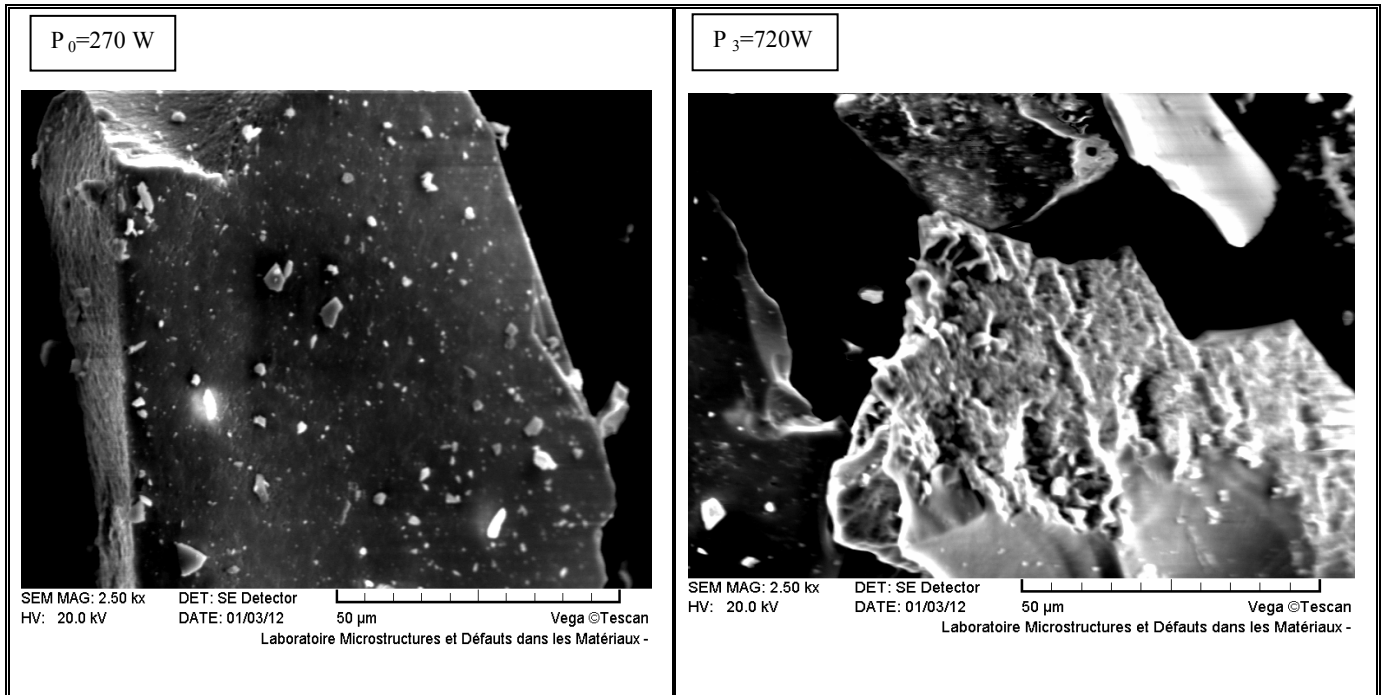 P 0=270 W
SEM MAG: 2.50 kx DET: SE Detector
HV: 20.0 kV DATE: 01/03/12 50 µm Vega ©Tescan
Laboratoire Microstructures et Défauts dans les Matériaux -
P 3=720W
SEM MAG: 2.50 kx DET: SE Detector
HV: 20.0 kV DATE: 01/03/12 50 µm Vega ©Tescan
Laboratoire Microstructures et Défauts dans les Matériaux -